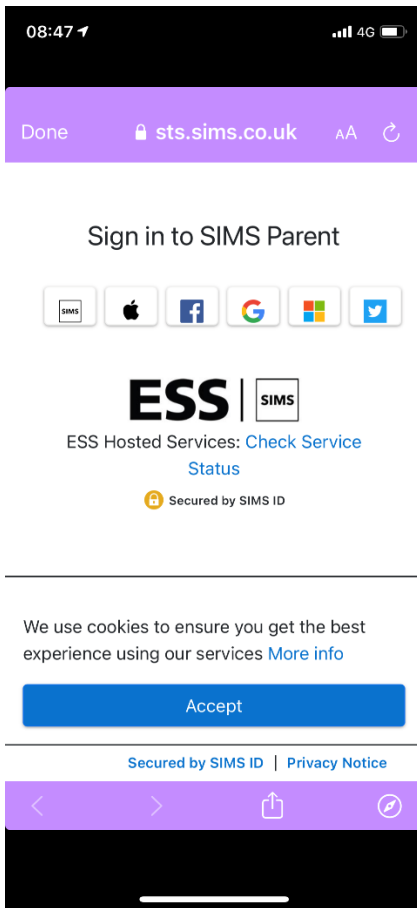 08:47 4G
Done sts.sims.co.uk AA
Sign in to SIMS Parent
SIMS
ESS SIMS
ESS Hosted Services: Check Service
Status
Secured by SIMS ID
We use cookies to ensure you get the best
experience using our services More info
Accept
Secured by SIMS ID | Privacy Notice